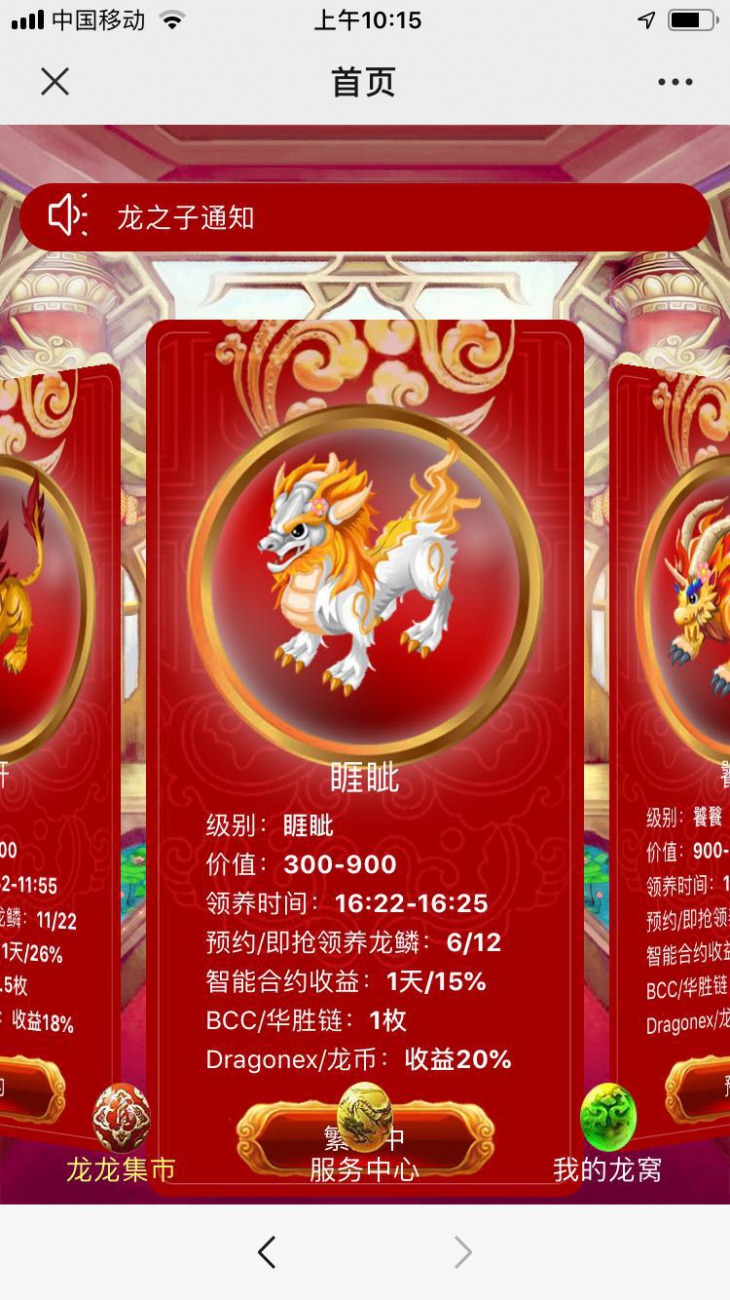 中国移动
上午10:15
首页
龙之子通知
睚眦
级别：睚眦
价值：300-900
领养时间：16:22-16:25
预约/即抢领养龙鳞：6/12
智能合约收益：1天/15%
BCC/华胜链：1枚
Dragonex/龙币：收益20%
00
2-11:55
龙鳞：11/22
1天/26%
.5枚
：收益18%
级别：饕餮
价值：900-
领养时间：1
预约/即抢领养
智能合约收益
BCC/华胜链
Dragonex/龙
繁 中
龙龙集市
服务中心
我的龙窝